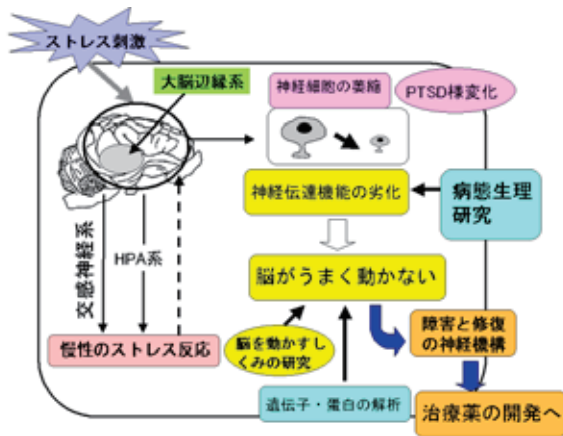 ストレス刺激
大脳辺縁系
神経細胞の萎縮
PTSD様変化
神経伝達機能の劣化
病態生理
研究
交感神経系
HPA系
脳がうまく動かない
慢性のストレス反応
脳を動かすし
くみの研究
障害と修復
の神経機構
遺伝子・蛋白の解析
治療薬の開発へ